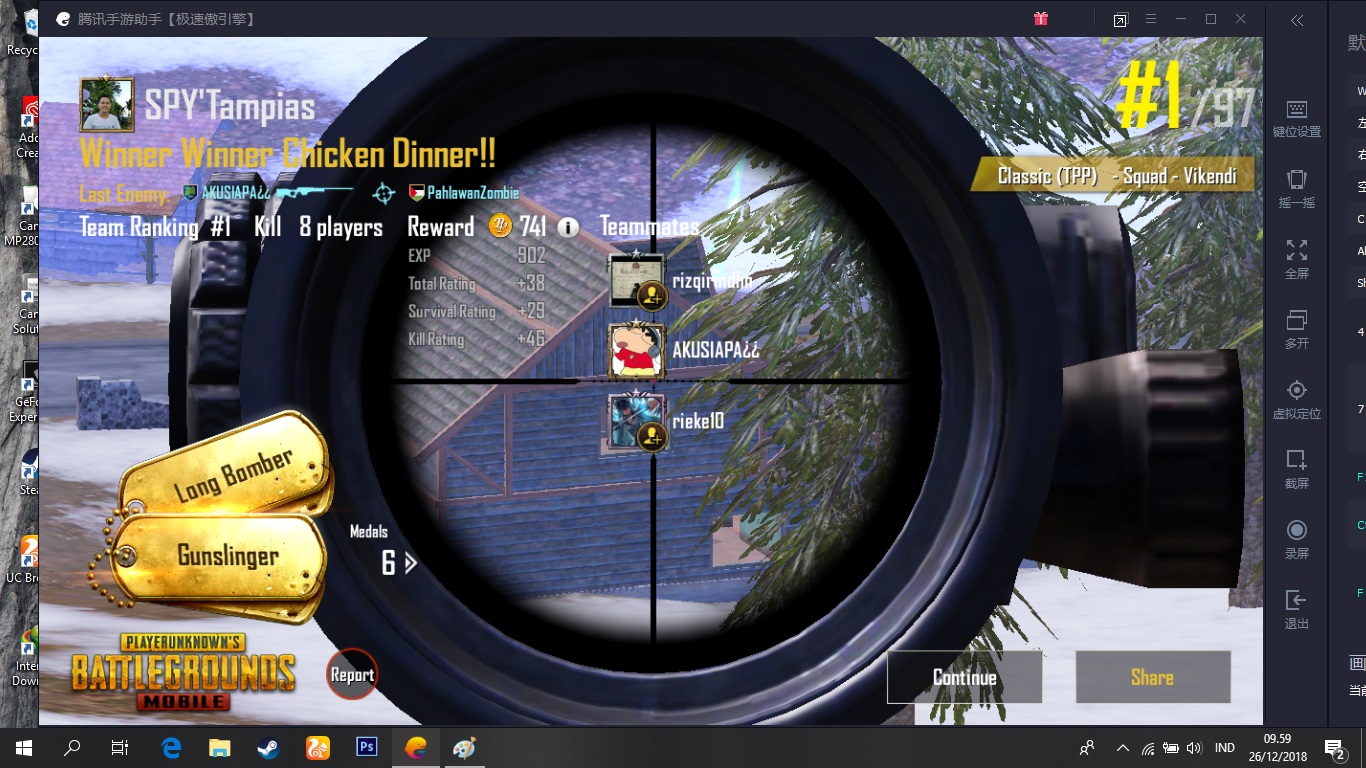 腾讯手游助手【极速傲引擎】
SPY'Tampias
#1/97
Winner Winner Chicken Dinner!!
Classic (TPP) - Squad - Vikendi
Last Enemy: AKUSIAPA¿¿ PahlawanZombie
Team Ranking #1 Kill 8 players Reward 741 Teammates
EXP 902
Total Rating +38
Survival Rating +29
Kill Rating +46
AKUSIAPA¿¿
rieke10
Long Bomber
Gunslinger
Medals
6
PLAYERUNKNOWN'S
BATTLEGROUNDS
MOBILE
Report
Continue
Share
键位设置
摇一摇
全屏
多开
虚拟定位
截屏
录屏
退出
Ps
IND
09.59
26/12/2018
2